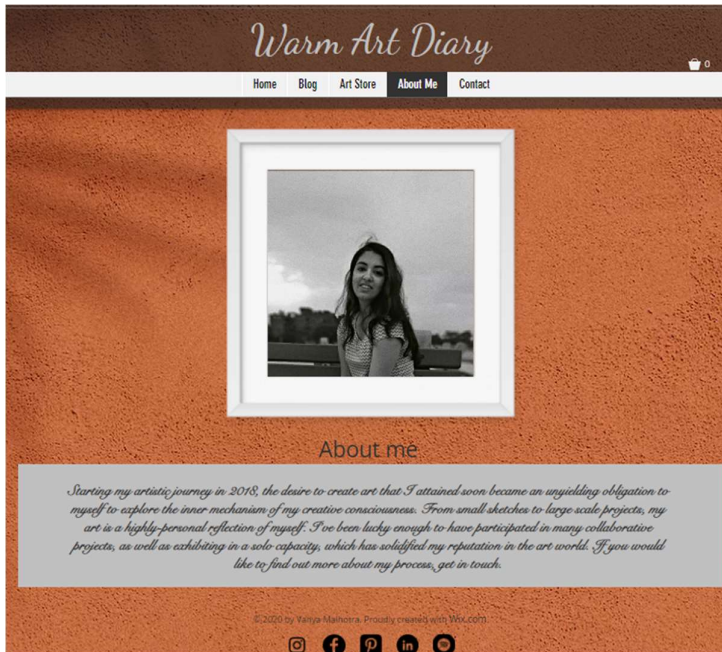 Warm Art Diary
0
Home Blog Art Store About Me Contact
About me
Starting my artistic journey in 2018, the desire to create art that I attained soon became an unyielding obligation to
myself to explore the inner mechanism of my creative consciousness. From small sketches to large scale projects, my
art is a highly-personal reflection of myself. I've been lucky enough to have participated in many collaborative
projects, as well as exhibiting in a solo capacity, which has solidified my reputation in the art world. If you would
like to find out more about my process, get in touch.
© 2020 by Malhotra. Proudly created with Wix.com